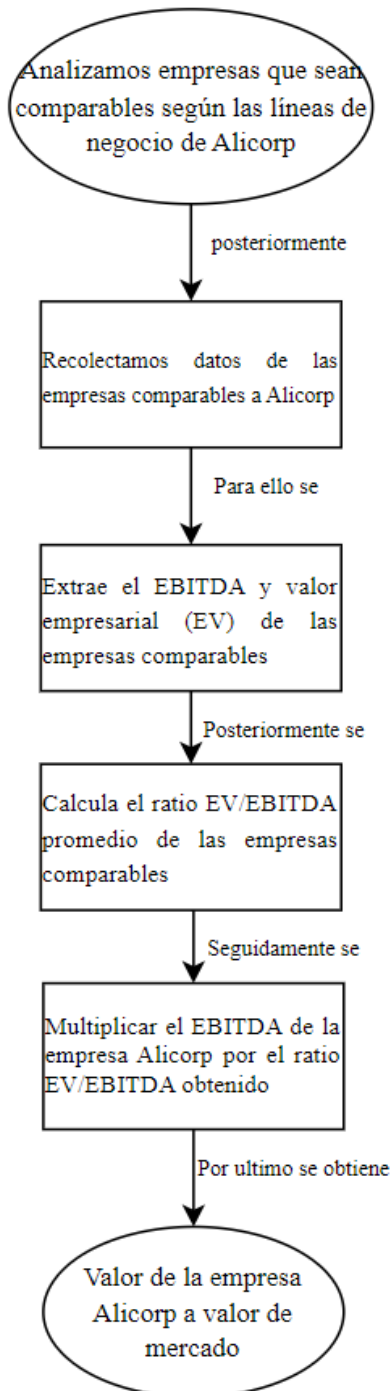 Analizamos empresas que sean
comparables según las líneas de
negocio de Alicorp
posteriormente
Recolectamos datos de las
empresas comparables a Alicorp
Para ello se
Extrae el EBITDA y valor
empresarial (EV) de las
empresas comparables
Posteriormente se
Calcula el ratio EV/EBITDA
promedio de las empresas
comparables
Seguidamente se
Multiplicar el EBITDA de la
empresa Alicorp por el ratio
EV/EBITDA obtenido
Por ultimo se obtiene
Valor de la empresa
Alicorp a valor de
mercado